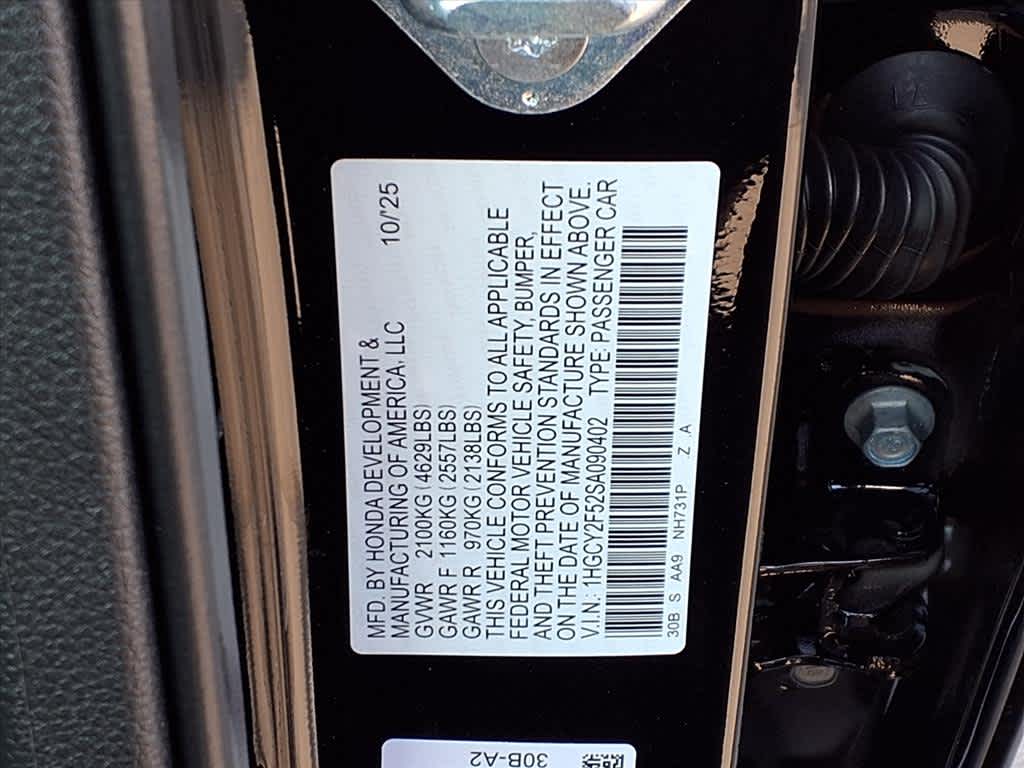 MFD. BY HONDA DEVELOPMENT &
MANUFACTURING OF AMERICA, LLC 10/'25
GVWR 2100KG (4629LBS)
GAWR F 1160KG (2557LBS)
GAWR R 970KG (2138LBS)
THIS VEHICLE CONFORMS TO ALL APPLICABLE
FEDERAL MOTOR VEHICLE SAFETY, BUMPER,
AND THEFT PREVENTION STANDARDS IN EFFECT
ON THE DATE OF MANUFACTURE SHOWN ABOVE.
V.I.N.: 1HGCY2F52SA090402 TYPE: PASSENGER CAR
30B S AA9 NH731P .Z .A
30B-A2